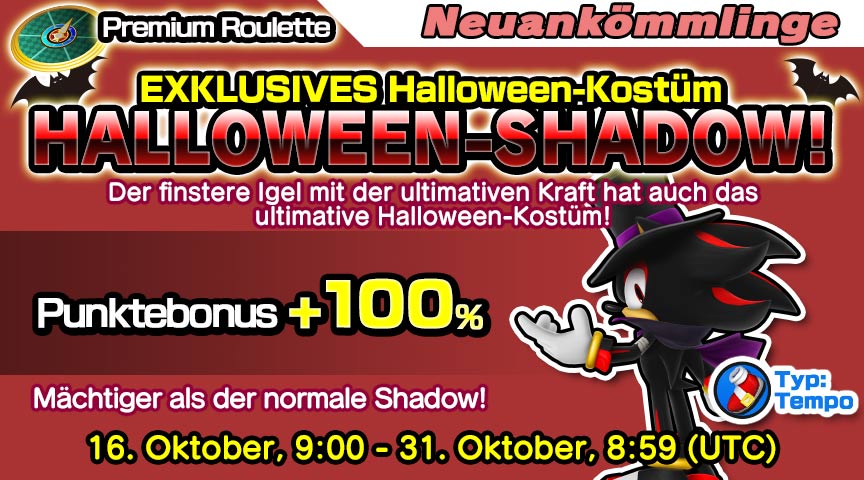 Premium Roulette
Neuankömmlinge
EXKLUSIVES Halloween-Kostüm
HALLOWEEN-SHADOW!
Der finstere Igel mit der ultimativen Kraft hat auch das
ultimative Halloween-Kostüm!
Punktebonus +100%
Mächtiger als der normale Shadow!
Typ:
Tempo
16. Oktober, 9:00 - 31. Oktober, 8:59 (UTC)